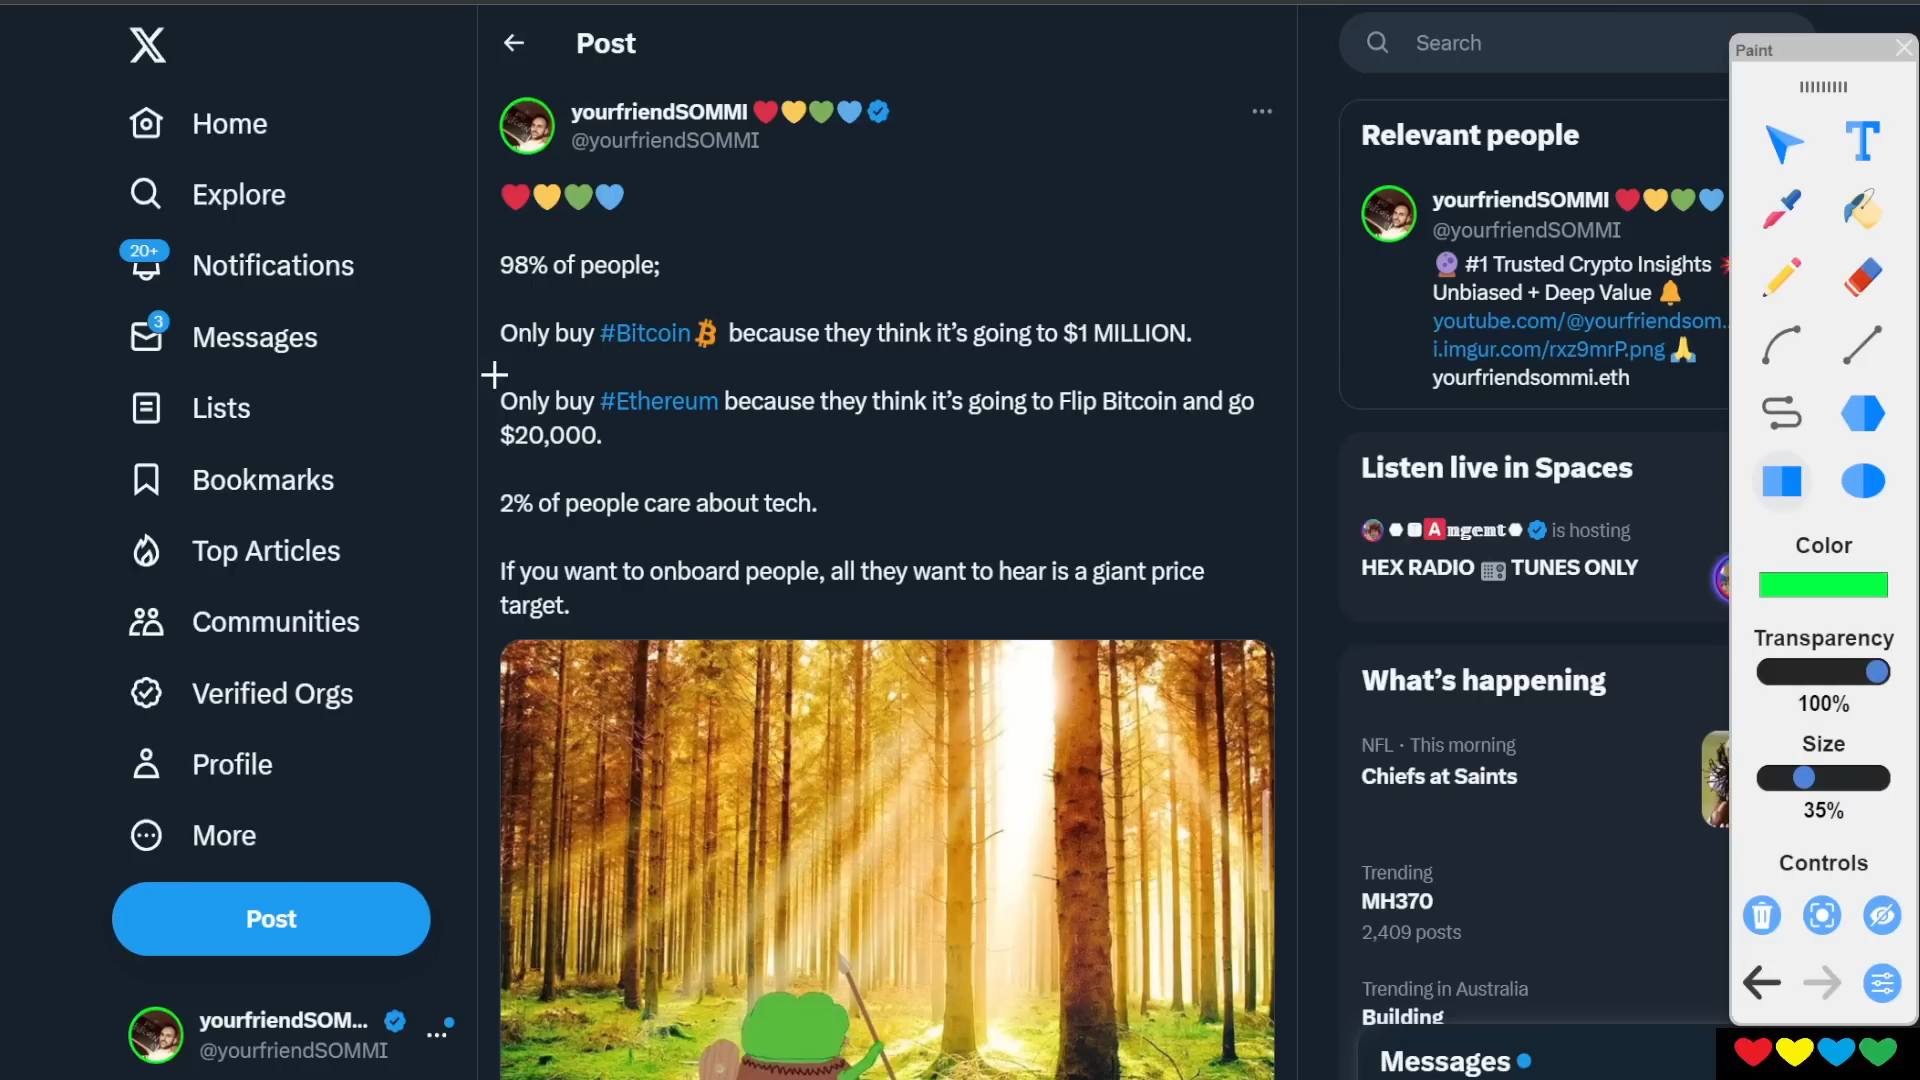 Home
Explore
20+
Notifications
3
Messages
Lists
Bookmarks
Top Articles
Communities
Verified Orgs
Profile
More
Post
yourfriendSOM...
@yourfriendSOMMI
Post
yourfriendSOMMI
@yourfriendSOMMI
98% of people;
Only buy #Bitcoin because they think it’s going to $1 MILLION.
Only buy #Ethereum because they think it’s going to Flip Bitcoin and go
$20,000.
2% of people care about tech.
If you want to onboard people, all they want to hear is a giant price
target.
Search
Relevant people
yourfriendSOMMI
@yourfriendSOMMI
#1 Trusted Crypto Insights
Unbiased + Deep Value
youtube.com/@yourfriendsom..
i.imgur.com/rxz9mrP.png
yourfriendsommi.eth
Listen live in Spaces
Angent is hosting
HEX RADIO TUNES ONLY
What’s happening
NFL · This morning
Chiefs at Saints
Trending
MH370
2,409 posts
Trending in Australia
Building
Messages
Paint
T
Color
Transparency
100%
Size
35%
Controls